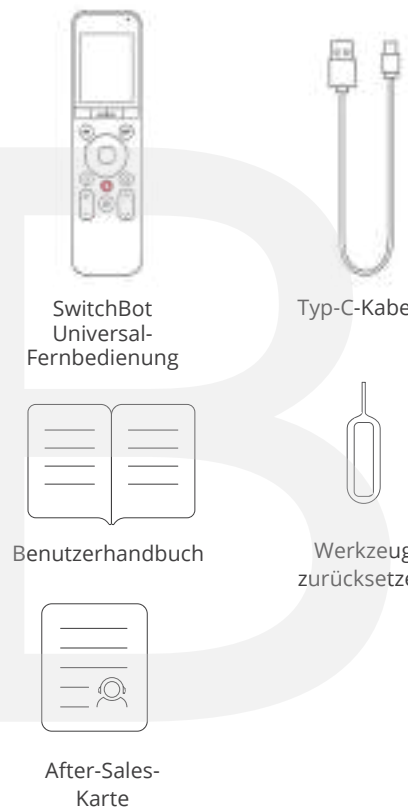 SwitchBot
Universal-
Fernbedienung
Typ-C-Kabe
Benutzerhandbuch
Werkzeug
zurücksetze
After-Sales-
Karte
B